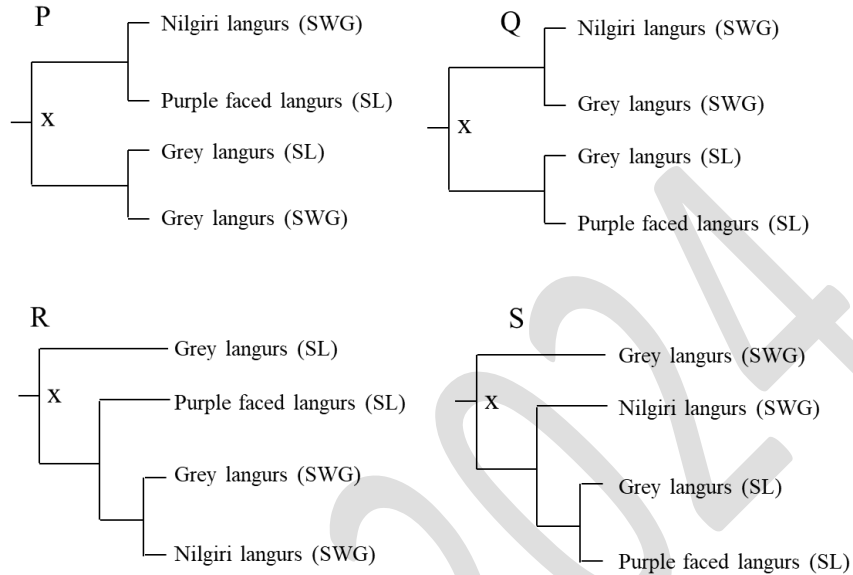 P
Nilgiri langurs (SWG)
Purple faced langurs (SL)
x
Grey langurs (SL)
Grey langurs (SWG)
Q
Nilgiri langurs (SWG)
Grey langurs (SWG)
x
Grey langurs (SL)
Purple faced langurs (SL)
R
Grey langurs (SL)
x
Purple faced langurs (SL)
Grey langurs (SWG)
Nilgiri langurs (SWG)
S
Grey langurs (SWG)
x
Nilgiri langurs (SWG)
Grey langurs (SL)
Purple faced langurs (SL)
2024